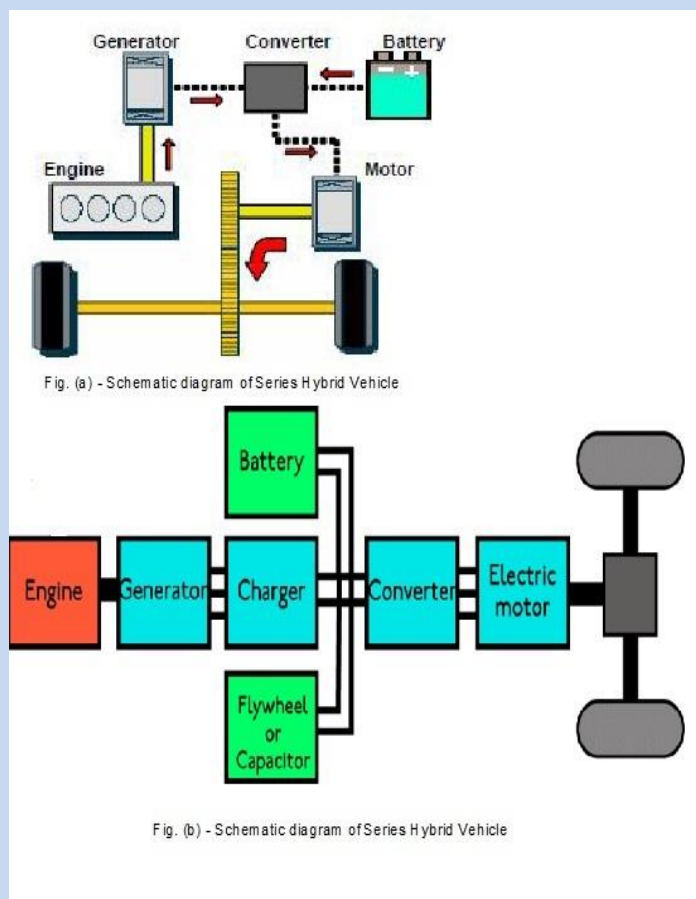 Generator Converter Battery
Engine
Motor
Fig. (a) - Schematic diagram of Series Hybrid Vehicle
Battery
Engine Generator Charger Converter Electric motor
Flywheel
or
Capacitor
Fig. (b) - Schematic diagram of Series Hybrid Vehicle